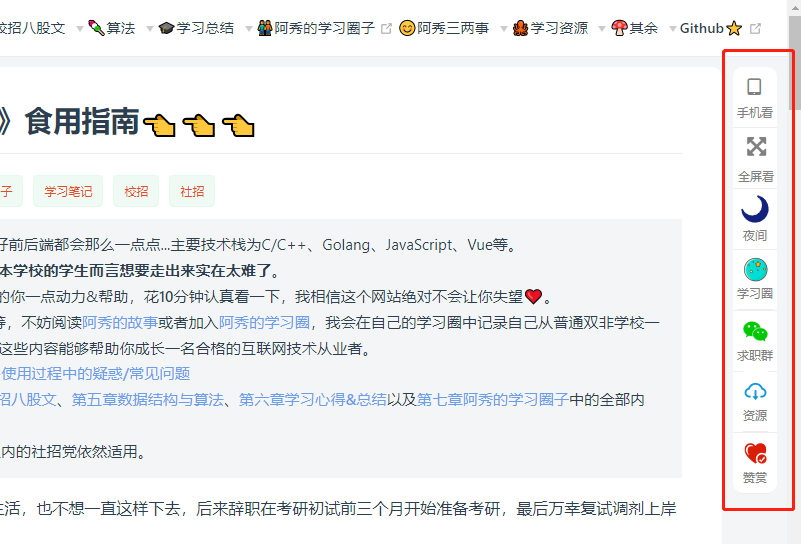 校招八股文 算法 学习总结 阿秀的学习圈子 阿秀三两事 学习资源 其余 Github
》食用指南
子 学习笔记 校招 社招
好前后端都会那么一点点...主要技术栈为C/C++、Golang、JavaScript、Vue等。
本学校的学生而言想要走出来实在太难了。
的你一点动力&帮助，花10分钟认真看一下，我相信这个网站绝对不会让你失望❤。
等，不妨阅读阿秀的故事或者加入阿秀的学习圈，我会在自己的学习圈中记录自己从普通双非学校一
这些内容能够帮助你成长一名合格的互联网技术从业者。
使用过程中的疑惑/常见问题
招八股文、第五章数据结构与算法、第六章学习心得&总结以及第七章阿秀的学习圈子中的全部内
内的社招党依然适用。
生活，也不想一直这样下去，后来辞职在考研初试前三个月开始准备考研，最后万幸复试调剂上岸
手机看
全屏看
夜间
学习圈
求职群
资源
赞赏